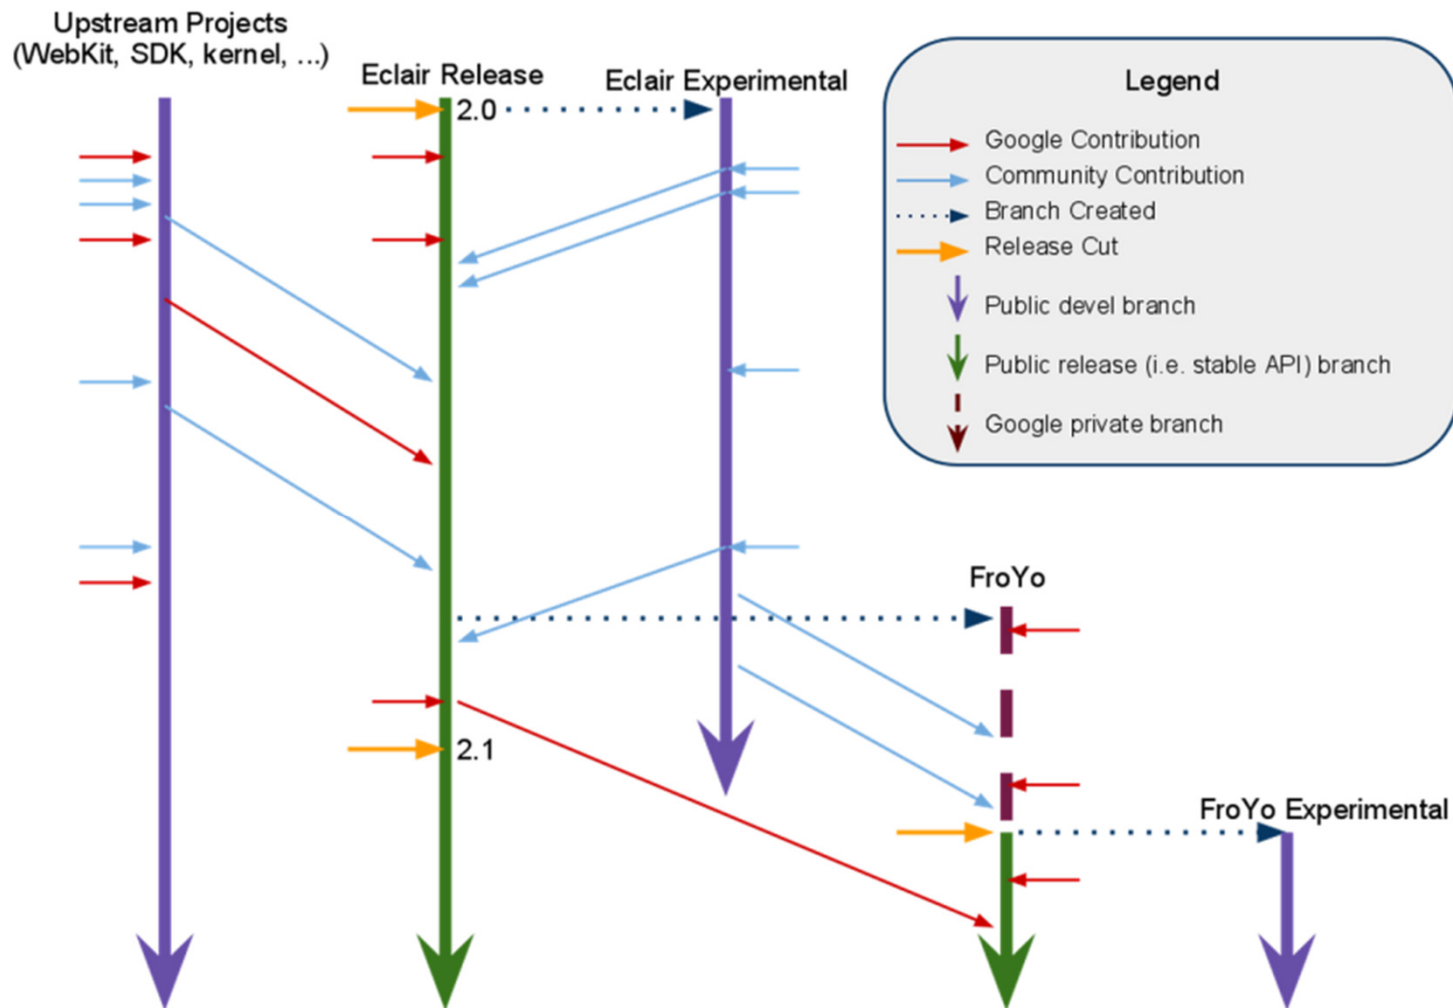 Upstream Projects
(WebKit, SDK, kernel, ...)
Eclair Release
Eclair Experimental
2.0
Legend
Google Contribution
Community Contribution
Branch Created
Release Cut
Public devel branch
Public release (i.e. stable API) branch
Google private branch
FroYo
2.1
FroYo Experimental